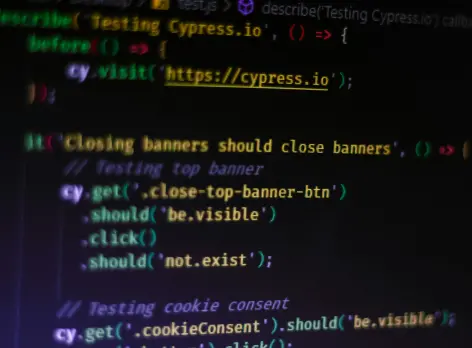 test.js > describe('Testing Cypress.io') callba
describe('Testing Cypress.io', () => {
before(() => {
cy.visit('https://cypress.io');
});
it('Closing banners should close banners', () => {
// Testing top banner
cy.get('.close-top-banner-btn')
.should('be.visible')
.click()
.should('not.exist');
// Testing cookie consent
cy.get('.cookieConsent').should('be.visible');
.click();